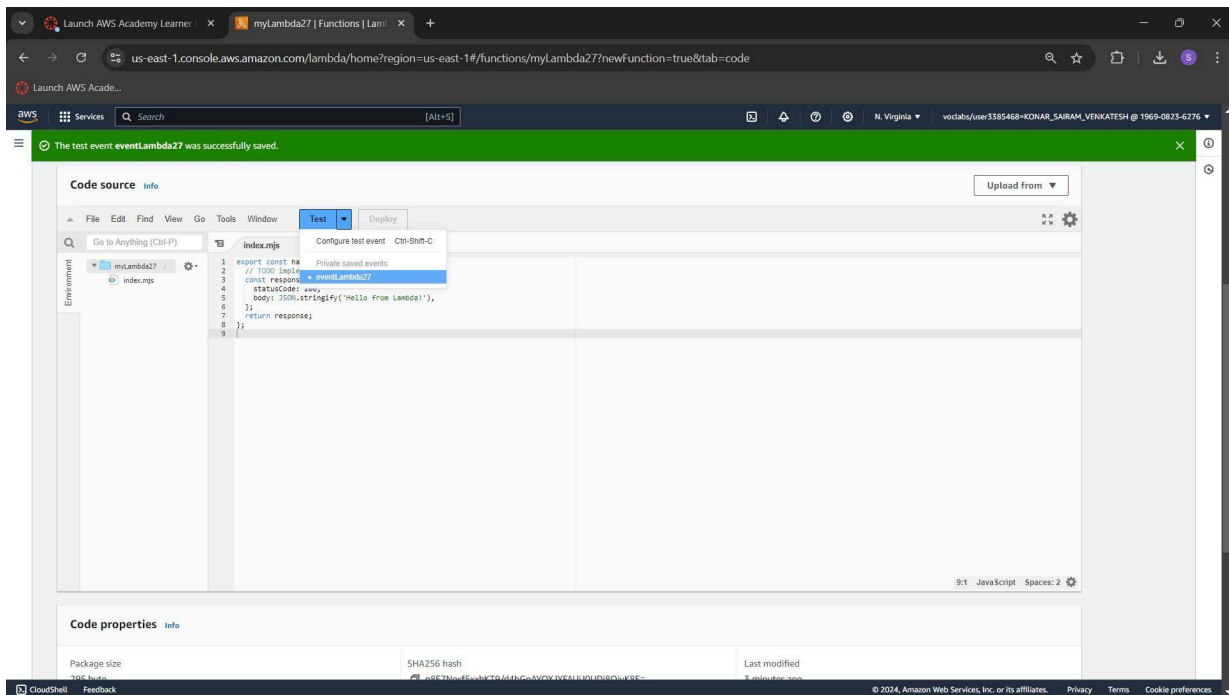 Launch AWS Academy Learner
myLambda27 | Functions | Lam
us-east-1.console.aws.amazon.com/lambda/home?region=us-east-1#/functions/myLambda27?newFunction=true&tab=code
S
Launch AWS Acade...
aws Services Search [Alt+S] N. Virginia voclabs/user3385468=KONAR_SAIRAM_VENKATESH @ 1969-0823-6276
The test event eventLambda27 was successfully saved.
Code source Info Upload from
File Edit Find View Go Tools Window Test Deploy
Go to Anything (Ctrl-P) index.mjs
Configure test event Ctrl-Shift-C
Private saved events
eventLambda27
Environment
myLambda27 /
index.mjs
1 export const ha
2 // TODO imple
3 const respons
4 statusCode: 200,
5 body: JSON.stringify('Hello from Lambda!'),
6 };
7 return response;
8 };
9
9:1 JavaScript Spaces: 2
Code properties Info
Package size SHA256 hash Last modified
295 byte 3 minutes ago
CloudShell Feedback © 2024, Amazon Web Services, Inc. or its affiliates. Privacy Terms Cookie preferences